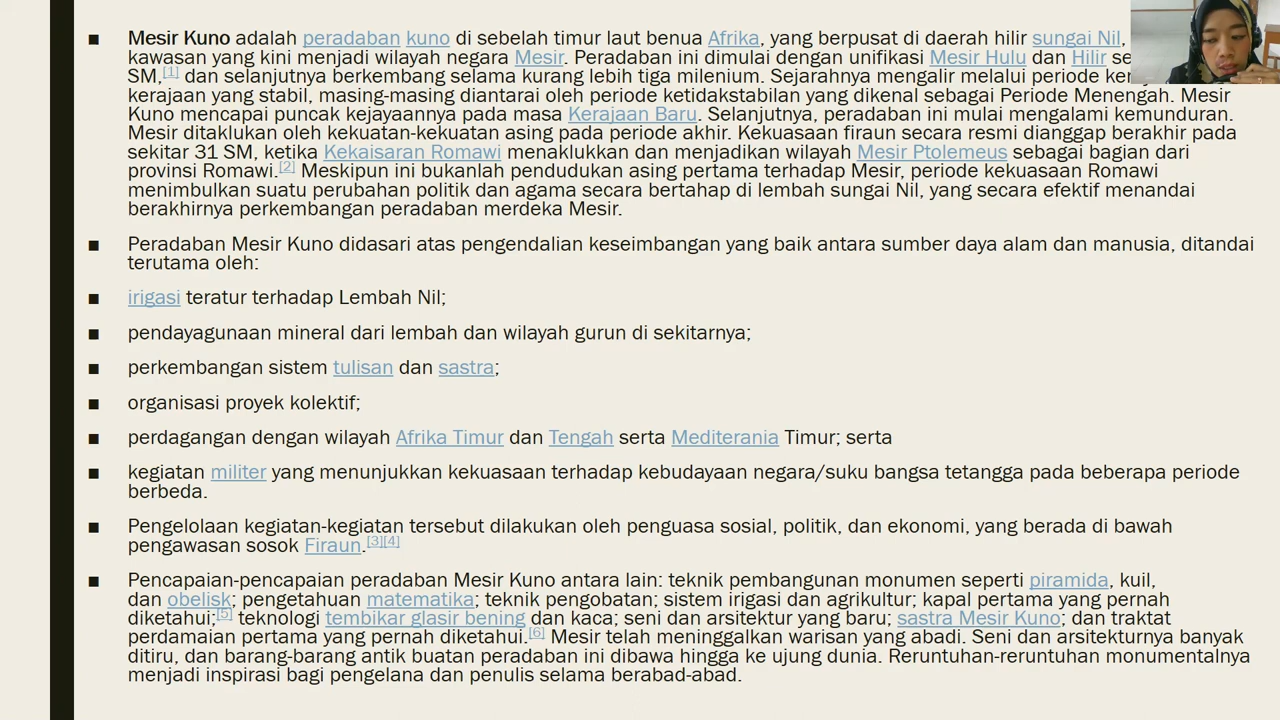 ■ Mesir Kuno adalah peradaban kuno di sebelah timur laut benua Afrika, yang berpusat di daerah hilir sungai Nil,
kawasan yang kini menjadi wilayah negara Mesir. Peradaban ini dimulai dengan unifikasi Mesir Hulu dan Hilir
SM,[1] dan selanjutnya berkembang selama kurang lebih tiga milenium. Sejarahnya mengalir melalui periode
kerajaan yang stabil, masing-masing diantarai oleh periode ketidakstabilan yang dikenal sebagai Periode Menengah. Mesir
Kuno mencapai puncak kejayaannya pada masa Kerajaan Baru. Selanjutnya, peradaban ini mulai mengalami kemunduran.
Mesir ditaklukan oleh kekuatan-kekuatan asing pada periode akhir. Kekuasaan firaun secara resmi dianggap berakhir pada
sekitar 31 SM, ketika Kekaisaran Romawi menaklukkan dan menjadikan wilayah Mesir Ptolemeus sebagai bagian dari
provinsi Romawi.[2] Meskipun ini bukanlah pendudukan asing pertama terhadap Mesir, periode kekuasaan Romawi
menimbulkan suatu perubahan politik dan agama secara bertahap di lembah sungai Nil, yang secara efektif menandai
berakhirnya perkembangan peradaban merdeka Mesir.
■ Peradaban Mesir Kuno didasari atas pengendalian keseimbangan yang baik antara sumber daya alam dan manusia, ditandai
terutama oleh:
■ irigasi teratur terhadap Lembah Nil;
■ pendayagunaan mineral dari lembah dan wilayah gurun di sekitarnya;
■ perkembangan sistem tulisan dan sastra;
■ organisasi proyek kolektif;
■ perdagangan dengan wilayah Afrika Timur dan Tengah serta Mediterania Timur; serta
■ kegiatan militer yang menunjukkan kekuasaan terhadap kebudayaan negara/suku bangsa tetangga pada beberapa periode
berbeda.
■ Pengelolaan kegiatan-kegiatan tersebut dilakukan oleh penguasa sosial, politik, dan ekonomi, yang berada di bawah
pengawasan sosok Firaun.[3][4]
■ Pencapaian-pencapaian peradaban Mesir Kuno antara lain: teknik pembangunan monumen seperti piramida, kuil,
dan obelisk; pengetahuan matematika; teknik pengobatan; sistem irigasi dan agrikultur; kapal pertama yang pernah
diketahui;[5] teknologi tembikar glasir bening dan kaca; seni dan arsitektur yang baru; sastra Mesir Kuno; dan traktat
perdamaian pertama yang pernah diketahui.[6] Mesir telah meninggalkan warisan yang abadi. Seni dan arsitekturnya banyak
ditiru, dan barang-barang antik buatan peradaban ini dibawa hingga ke ujung dunia. Reruntuhan-reruntuhan monumentalnya
menjadi inspirasi bagi pengelana dan penulis selama berabad-abad.